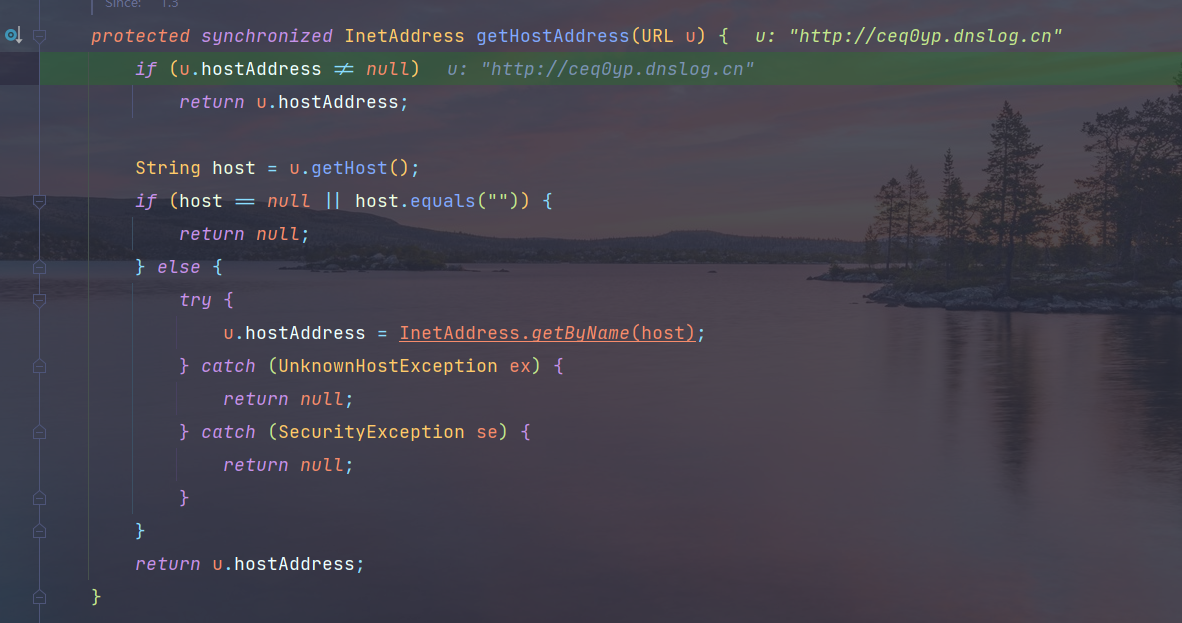 Since: 1.3
protected synchronized InetAddress getHostAddress(URL u) { u: "http://ceq0yp.dnslog.cn"
if (u.hostAddress ≠ null) u: "http://ceq0yp.dnslog.cn"
return u.hostAddress;
String host = u.getHost();
if (host == null || host.equals("")) {
return null;
} else {
try {
u.hostAddress = InetAddress.getByName(host);
} catch (UnknownHostException ex) {
return null;
} catch (SecurityException se) {
return null;
}
}
return u.hostAddress;
}